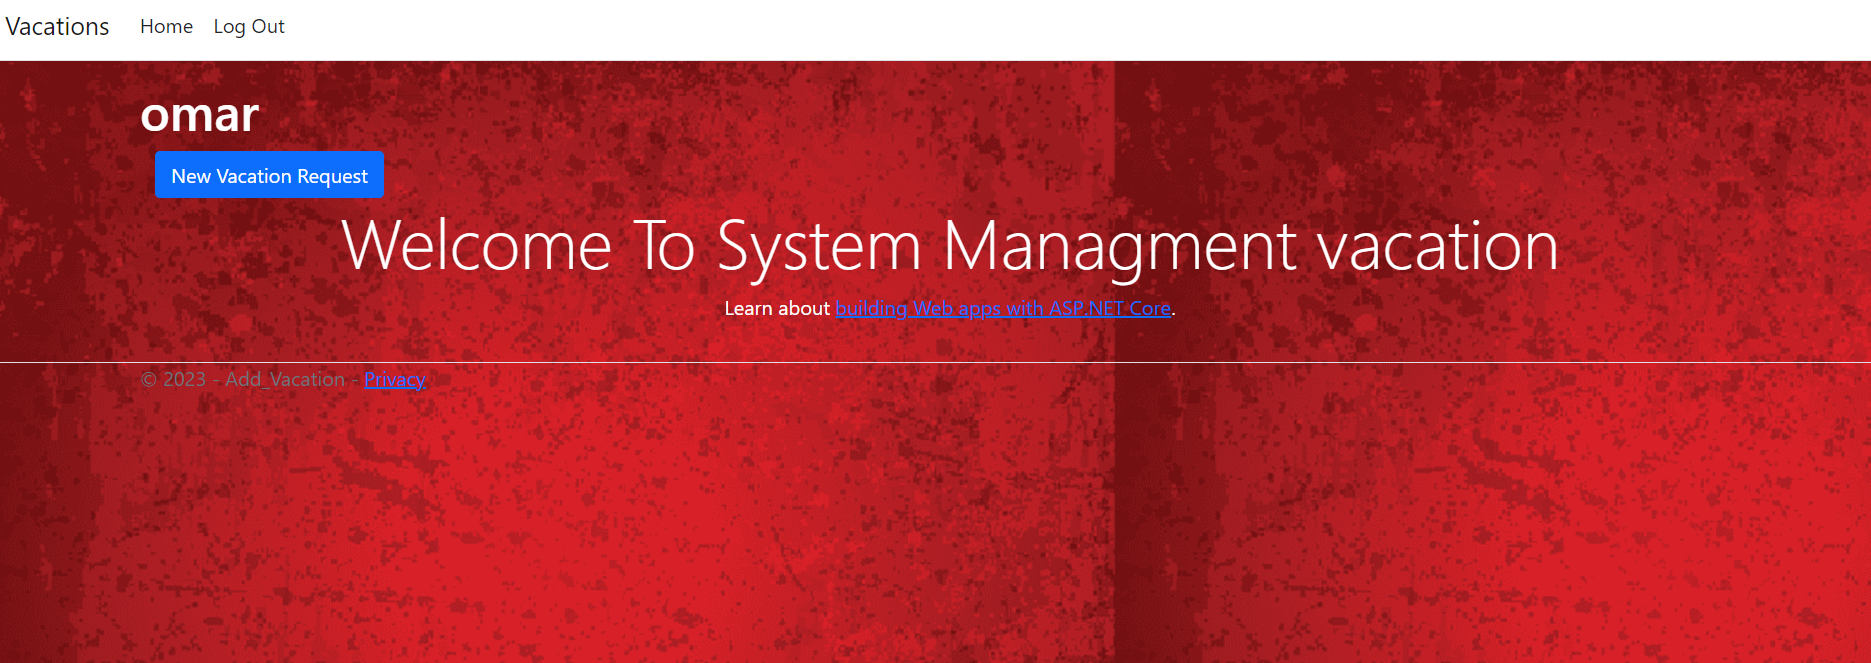 Vacations Home Log Out
omar
New Vacation Request
Welcome To System Managment vacation
Learn about building Web apps with ASP.NET Core.
© 2023 - Add_Vacation - Privacy